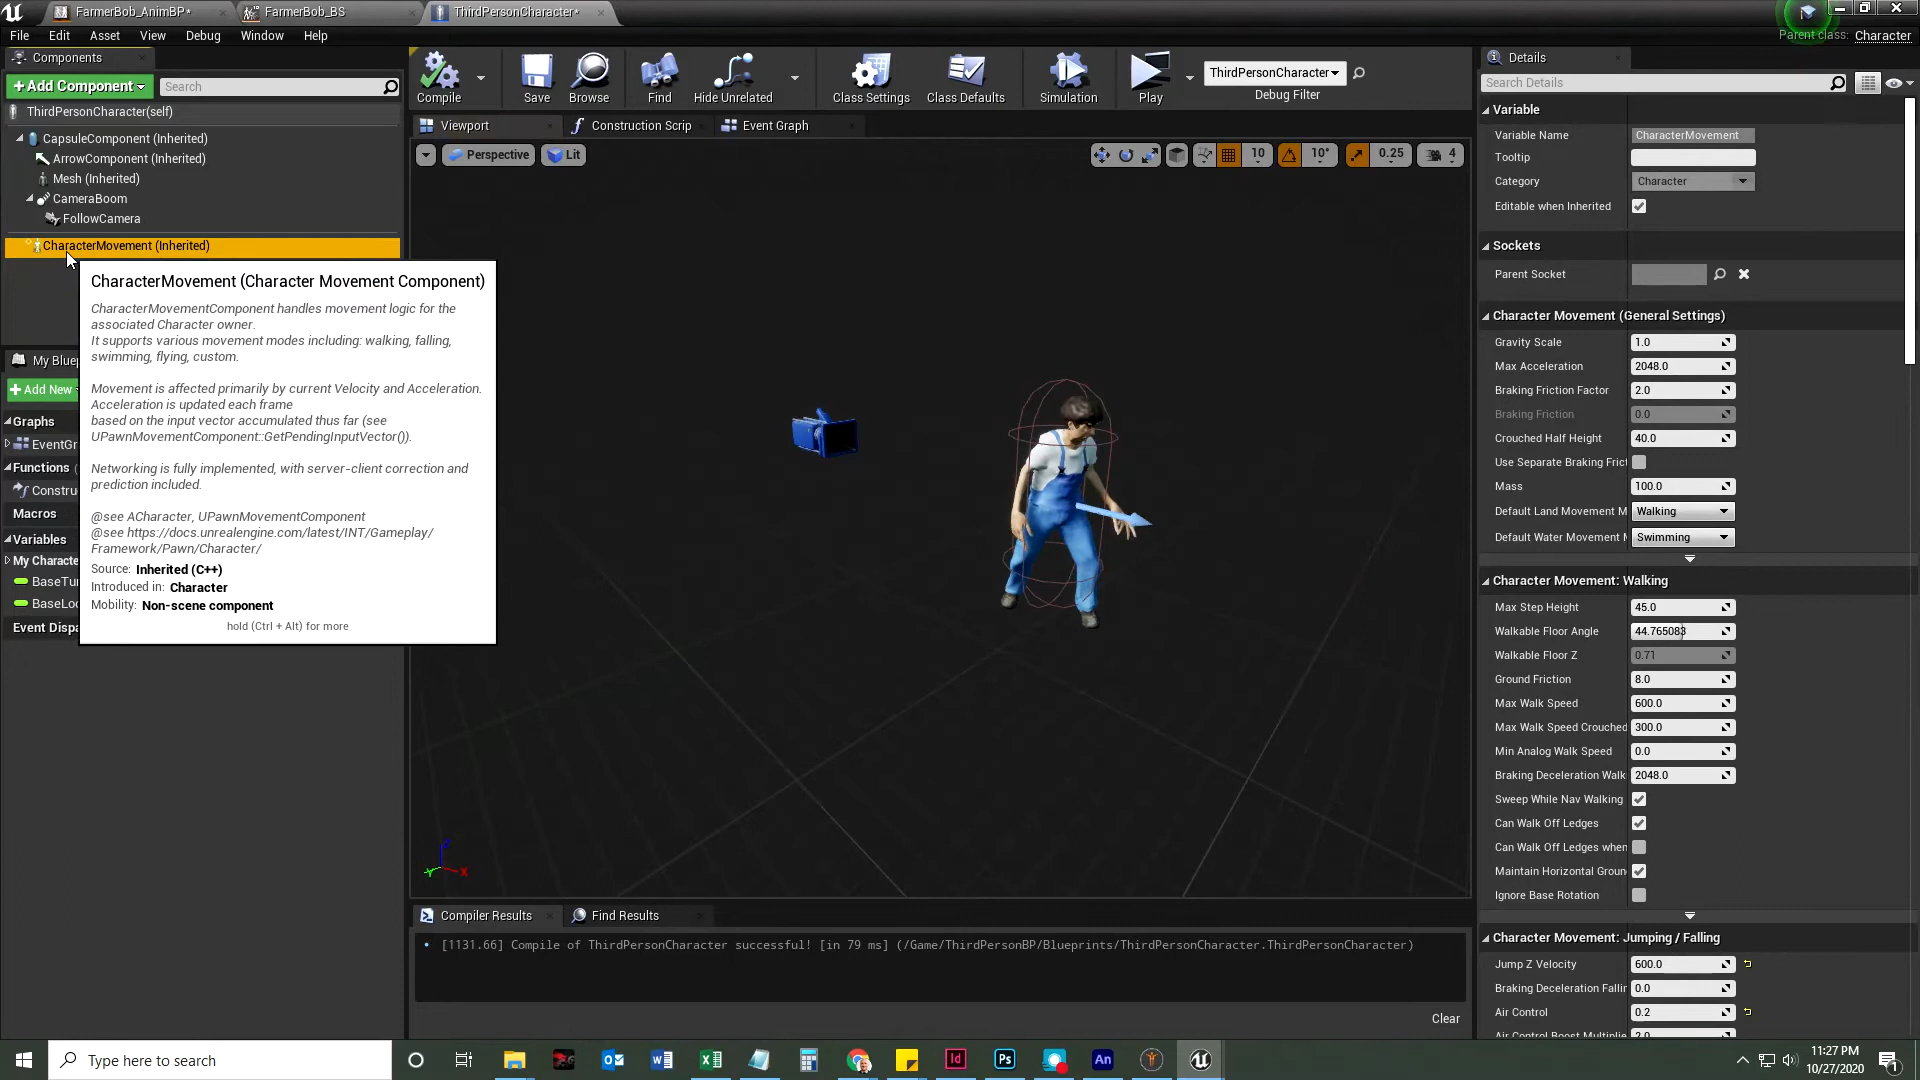 FarmerBob_AnimBP*
FarmerBob_BS
ThirdPersonCharacter*
File Edit Asset View Debug Window Help
Parent class: Character
Components
+ Add Component
Search
ThirdPersonCharacter(self)
CapsuleComponent (Inherited)
ArrowComponent (Inherited)
Mesh (Inherited)
CameraBoom
FollowCamera
CharacterMovement (Inherited)
CharacterMovement (Character Movement Component)
CharacterMovementComponent handles movement logic for the
associated Character owner.
It supports various movement modes including: walking, falling,
swimming, flying, custom.
Movement is affected primarily by current Velocity and Acceleration.
Acceleration is updated each frame
based on the input vector accumulated thus far (see
UPawnMovementComponent::GetPendingInputVector()).
Networking is fully implemented, with server-client correction and
prediction included.
@see ACharacter, UPawnMovementComponent
@see https://docs.unrealengine.com/latest/INT/Gameplay/
Framework/Pawn/Character/
Source: Inherited (C++)
Introduced in: Character
Mobility: Non-scene component
hold (Ctrl + Alt) for more
My Blue
+ Add New
Graphs
EventGr
Functions (
Constru
Macros
Variables
My Character
BaseTur
BaseLoo
Event Dispa
Compile Save Browse Find Hide Unrelated Class Settings Class Defaults Simulation Play
ThirdPersonCharacter
Debug Filter
Viewport
Construction Scrip
Event Graph
Perspective Lit
10 10° 0.25 4
X
Compiler Results
Find Results
[1131.66] Compile of ThirdPersonCharacter successful! [in 79 ms] (/Game/ThirdPersonBP/Blueprints/ThirdPersonCharacter.ThirdPersonCharacter)
Clear
Details
Search Details
Variable
Variable Name CharacterMovement
Tooltip
Category Character
Editable when Inherited
Sockets
Parent Socket
Character Movement (General Settings)
Gravity Scale 1.0
Max Acceleration 2048.0
Braking Friction Factor 2.0
Braking Friction 0.0
Crouched Half Height 40.0
Use Separate Braking Frict
Mass 100.0
Default Land Movement M Walking
Default Water Movement M Swimming
Character Movement: Walking
Max Step Height 45.0
Walkable Floor Angle 44.765083
Walkable Floor Z 0.71
Ground Friction 8.0
Max Walk Speed 600.0
Max Walk Speed Crouched 300.0
Min Analog Walk Speed 0.0
Braking Deceleration Walk 2048.0
Sweep While Nav Walking
Can Walk Off Ledges
Can Walk Off Ledges when
Maintain Horizontal Groun
Ignore Base Rotation
Character Movement: Jumping / Falling
Jump Z Velocity 600.0
Braking Deceleration Fallin 0.0
Air Control 0.2
Air Control Boost Multiplie 2.0
Type here to search
Id Ps An
11:27 PM
10/27/2020
1